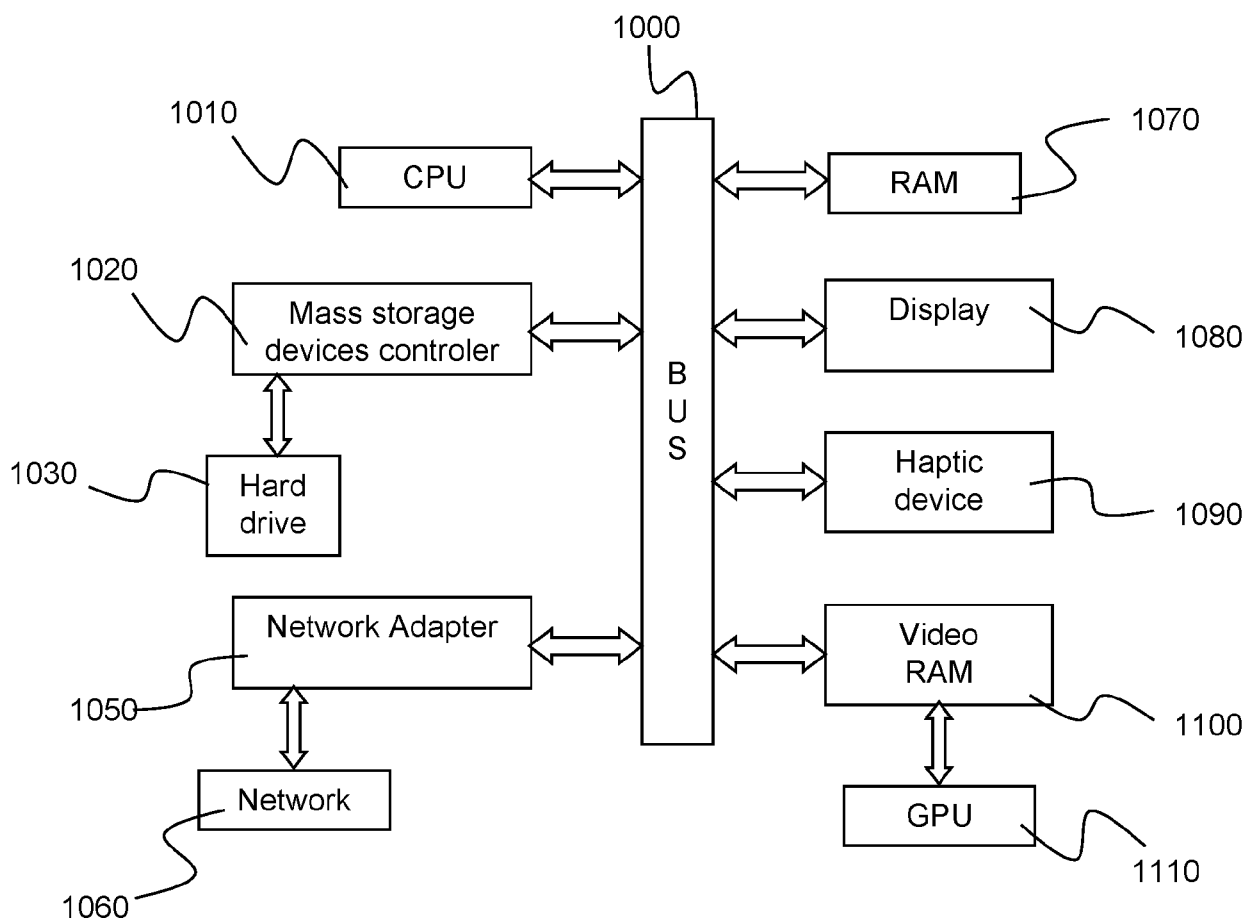 1000
1010
CPU
RAM
1070
1020
Mass storage
devices controler
Display
1080
B
U
S
1030
Hard
drive
Haptic
device
1090
Network Adapter
1050
Video
RAM
1100
Network
1060
GPU
1110